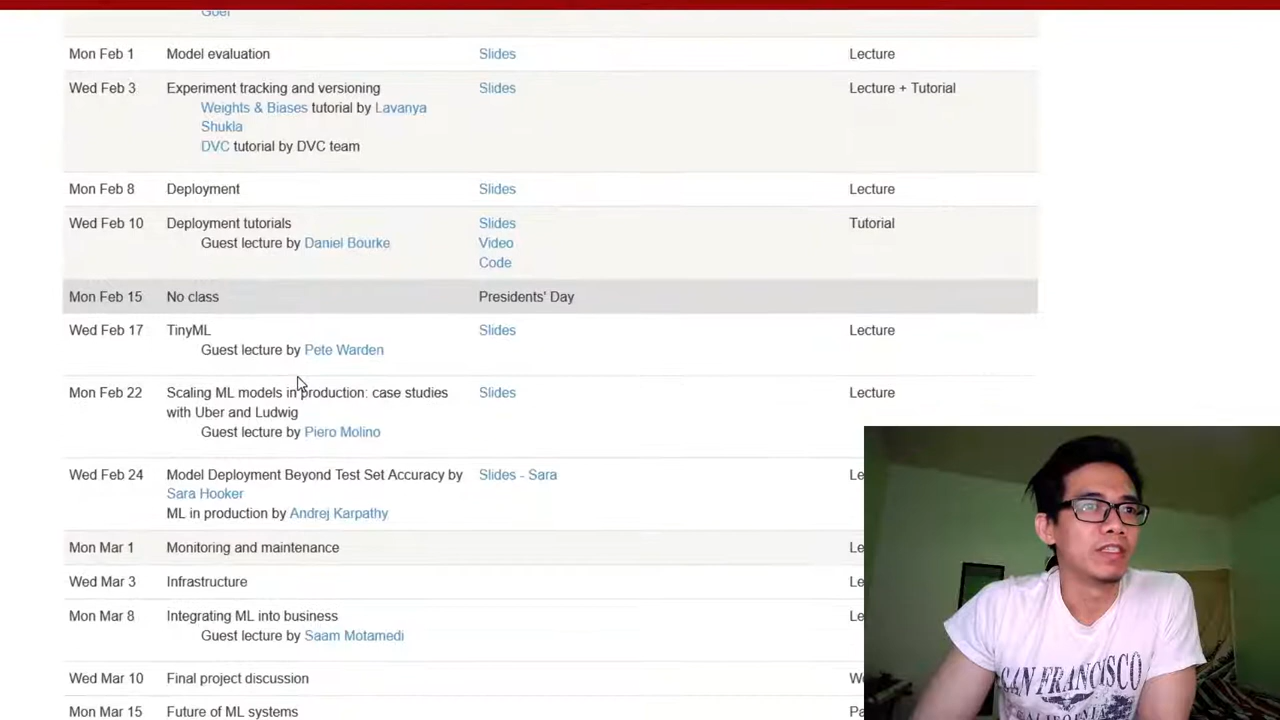 Goel
Mon Feb 1 Model evaluation Slides Lecture
Wed Feb 3 Experiment tracking and versioning Slides Lecture + Tutorial
Weights & Biases tutorial by Lavanya
Shukla
DVC tutorial by DVC team
Mon Feb 8 Deployment Slides Lecture
Wed Feb 10 Deployment tutorials Slides Tutorial
Guest lecture by Daniel Bourke Video
Code
Mon Feb 15 No class Presidents' Day
Wed Feb 17 TinyML Slides Lecture
Guest lecture by Pete Warden
Mon Feb 22 Scaling ML models in production: case studies Slides Lecture
with Uber and Ludwig
Guest lecture by Piero Molino
Wed Feb 24 Model Deployment Beyond Test Set Accuracy by Slides - Sara Le
Sara Hooker
ML in production by Andrej Karpathy
Mon Mar 1 Monitoring and maintenance Le
Wed Mar 3 Infrastructure Le
Mon Mar 8 Integrating ML into business Le
Guest lecture by Saam Motamedi
Wed Mar 10 Final project discussion Wo
Mon Mar 15 Future of ML systems Pa
SAN FRANCISCO
CALIFORNIA